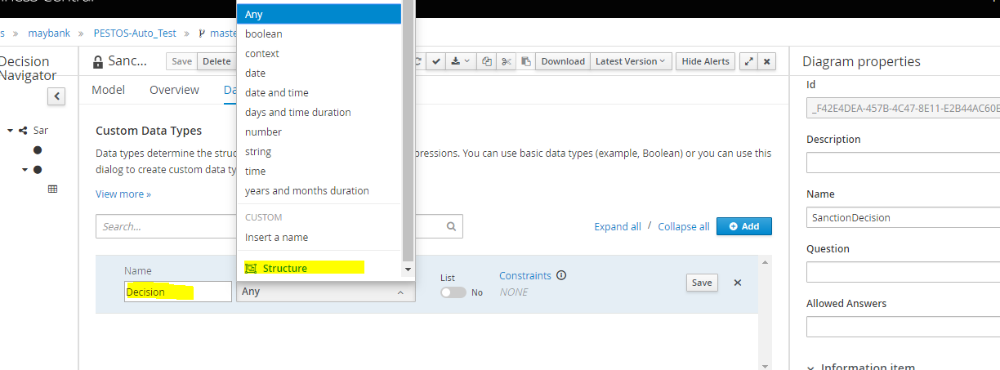 Any
boolean
context
date
date and time
days and time duration
number
string
time
years and months duration
CUSTOM
Insert a name
Structure
s » maybank » PESTOS-Auto_Test » maste
Decision
Navigator
Sanc...
Save
Delete
Download
Latest Version
Hide Alerts
Model
Overview
Da
Sar
Custom Data Types
Data types determine the struc
pressions. You can use basic data types (example, Boolean) or you can use this
dialog to create custom data ty
View more »
Search...
Expand all / Collapse all
Add
Name
Decision
Any
List
No
Constraints
NONE
Save
Diagram properties
Id
_F42E4DEA-457B-4C47-8E11-E2B44AC60E
Description
Name
SanctionDecision
Question
Allowed Answers
Information item